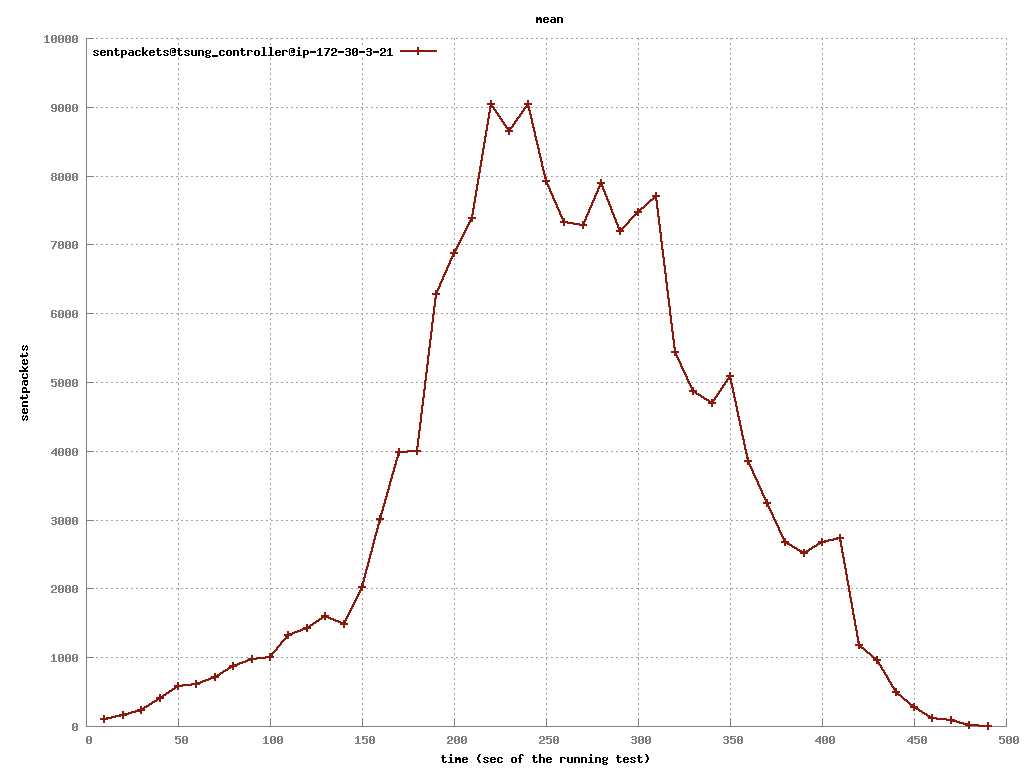 mean
sentpackets@tsung_controller@ip-172-30-3-21
10000
9000
8000
7000
6000
5000
4000
3000
2000
1000
0
sentpackets
0 50 100 150 200 250 300 350 400 450 500
time (sec of the running test)